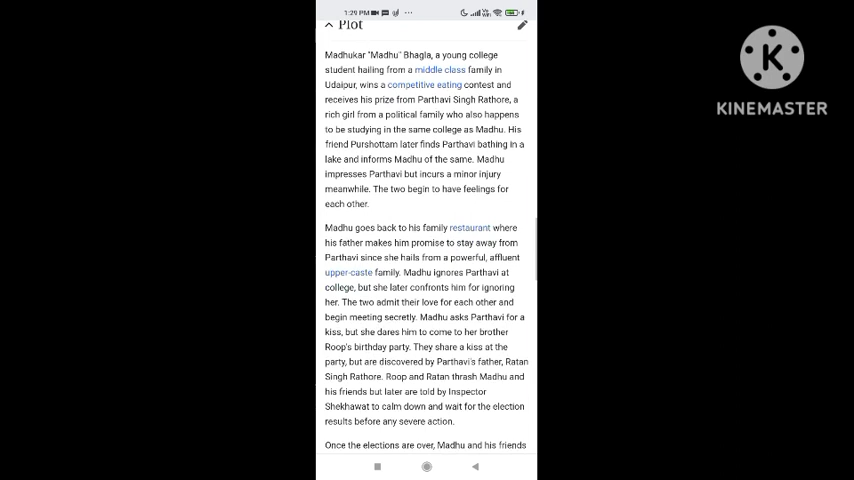 1:29 PM
Plot
Madhukar "Madhu" Bhagla, a young college
student hailing from a middle class family in
Udaipur, wins a competitive eating contest and
receives his prize from Parthavi Singh Rathore, a
rich girl from a political family who also happens
to be studying in the same college as Madhu. His
friend Purshottam later finds Parthavi bathing in a
lake and informs Madhu of the same. Madhu
impresses Parthavi but incurs a minor injury
meanwhile. The two begin to have feelings for
each other.
Madhu goes back to his family restaurant where
his father makes him promise to stay away from
Parthavi since she hails from a powerful, affluent
upper-caste family. Madhu ignores Parthavi at
college, but she later confronts him for ignoring
her. The two admit their love for each other and
begin meeting secretly. Madhu asks Parthavi for a
kiss, but she dares him to come to her brother
Roop's birthday party. They share a kiss at the
party, but are discovered by Parthavi's father, Ratan
Singh Rathore. Roop and Ratan thrash Madhu and
his friends but later are told by Inspector
Shekhawat to calm down and wait for the election
results before any severe action.
Once the elections are over, Madhu and his friends
K
KINEMASTER